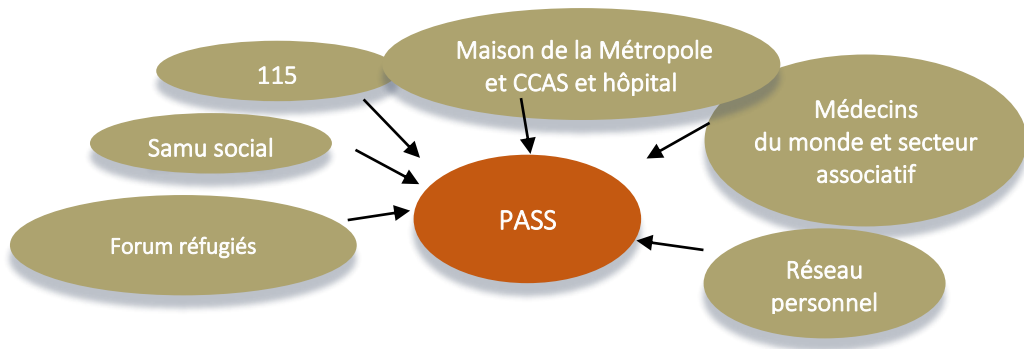 115
Maison de la Métropole
et CCAS et hôpital
Médecins
du monde et secteur
associatif
Samu social
PASS
Forum réfugiés
Réseau
personnel